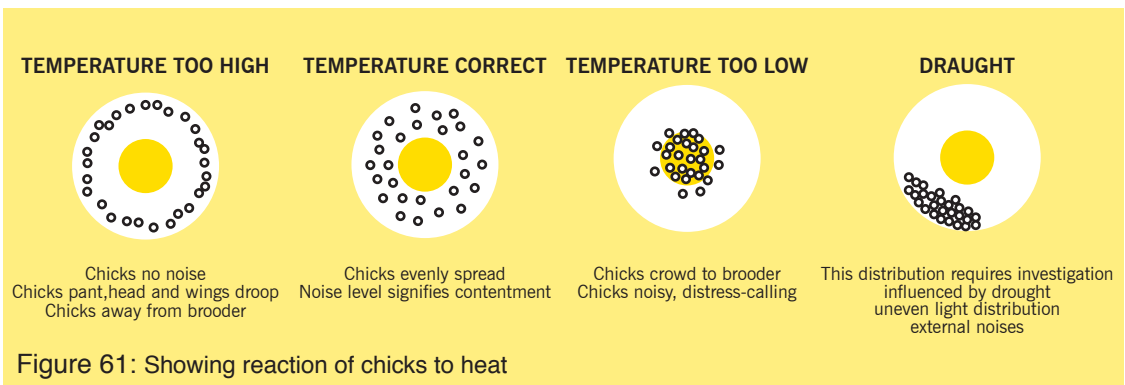 TEMPERATURE TOO HIGH
Chicks no noise
Chicks pant,head and wings droop
Chicks away from brooder
TEMPERATURE CORRECT
Chicks evenly spread
Noise level signifies contentment
TEMPERATURE TOO LOW
Chicks crowd to brooder
Chicks noisy, distress-calling
DRAUGHT
This distribution requires investigation
influenced by drought
uneven light distribution
external noises
Figure 61: Showing reaction of chicks to heat